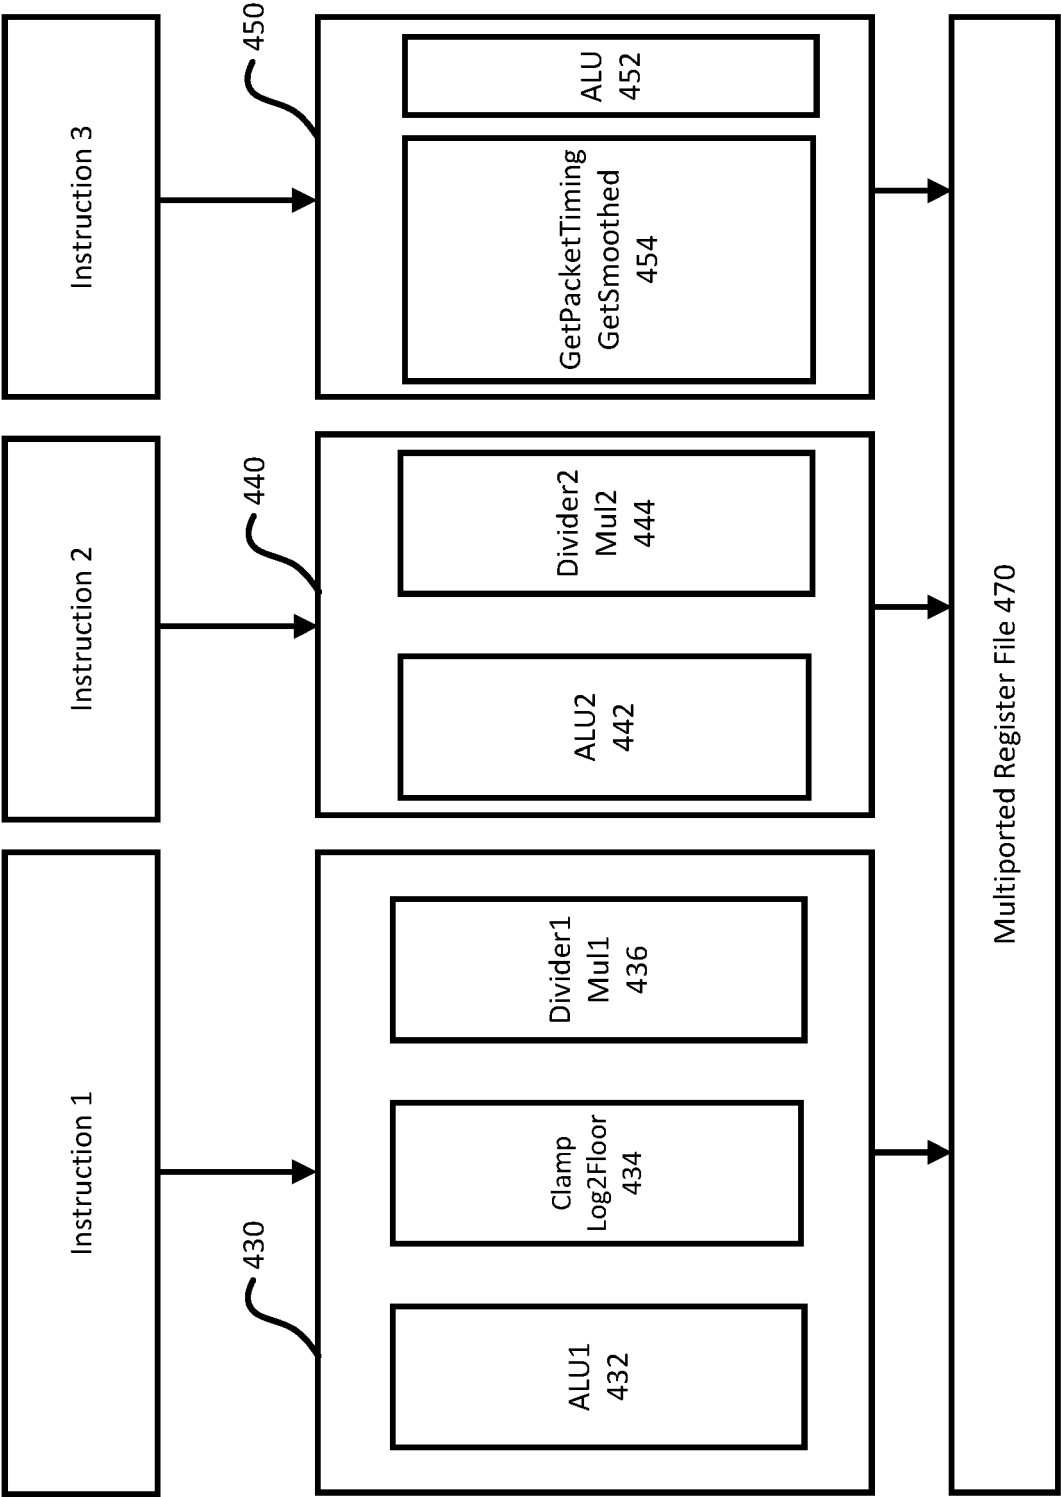 Instruction 1
Instruction 2
Instruction 3
430
440
450
ALU1
432
Clamp
Log2Floor
434
Divider1
Mul1
436
ALU2
442
Divider2
Mul2
444
GetPacketTiming
GetSmoothed
454
ALU
452
Multiported Register File 470